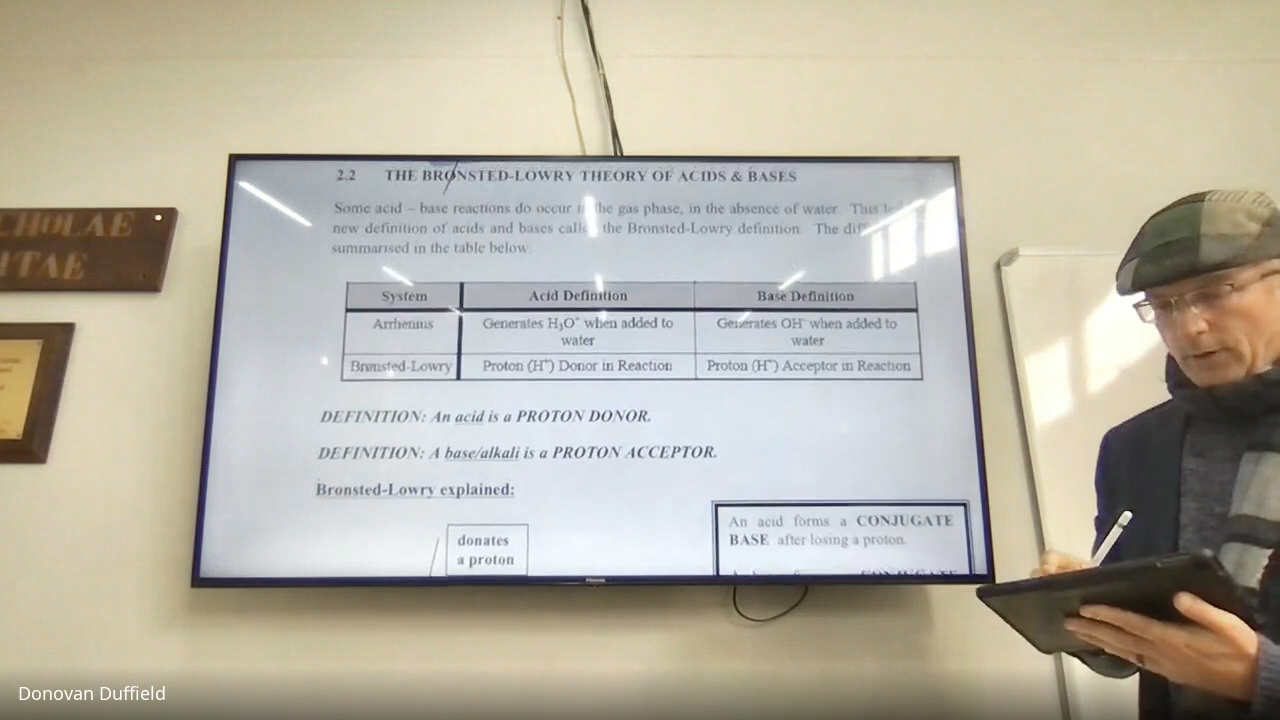 CHOLAE
ITAE
2.2 THE BRØNSTED-LOWRY THEORY OF ACIDS & BASES
Some acid – base reactions do occur the gas phase, in the absence of water. This
new definition of acids and bases the Bronsted-Lowry definition. The
summarised in the table below:
System Acid Definition Base Definition
Arrhenius Generates H₃O⁺ when added to water Generates OH⁻ when added to water
Brønsted-Lowry Proton (H⁺) Donor in Reaction Proton (H⁺) Acceptor in Reaction
DEFINITION: An acid is a PROTON DONOR.
DEFINITION: A base/alkali is a PROTON ACCEPTOR.
Bronsted-Lowry explained:
donates
a proton
An acid forms a CONJUGATE
BASE after losing a proton.
Hisense
Donovan Duffield